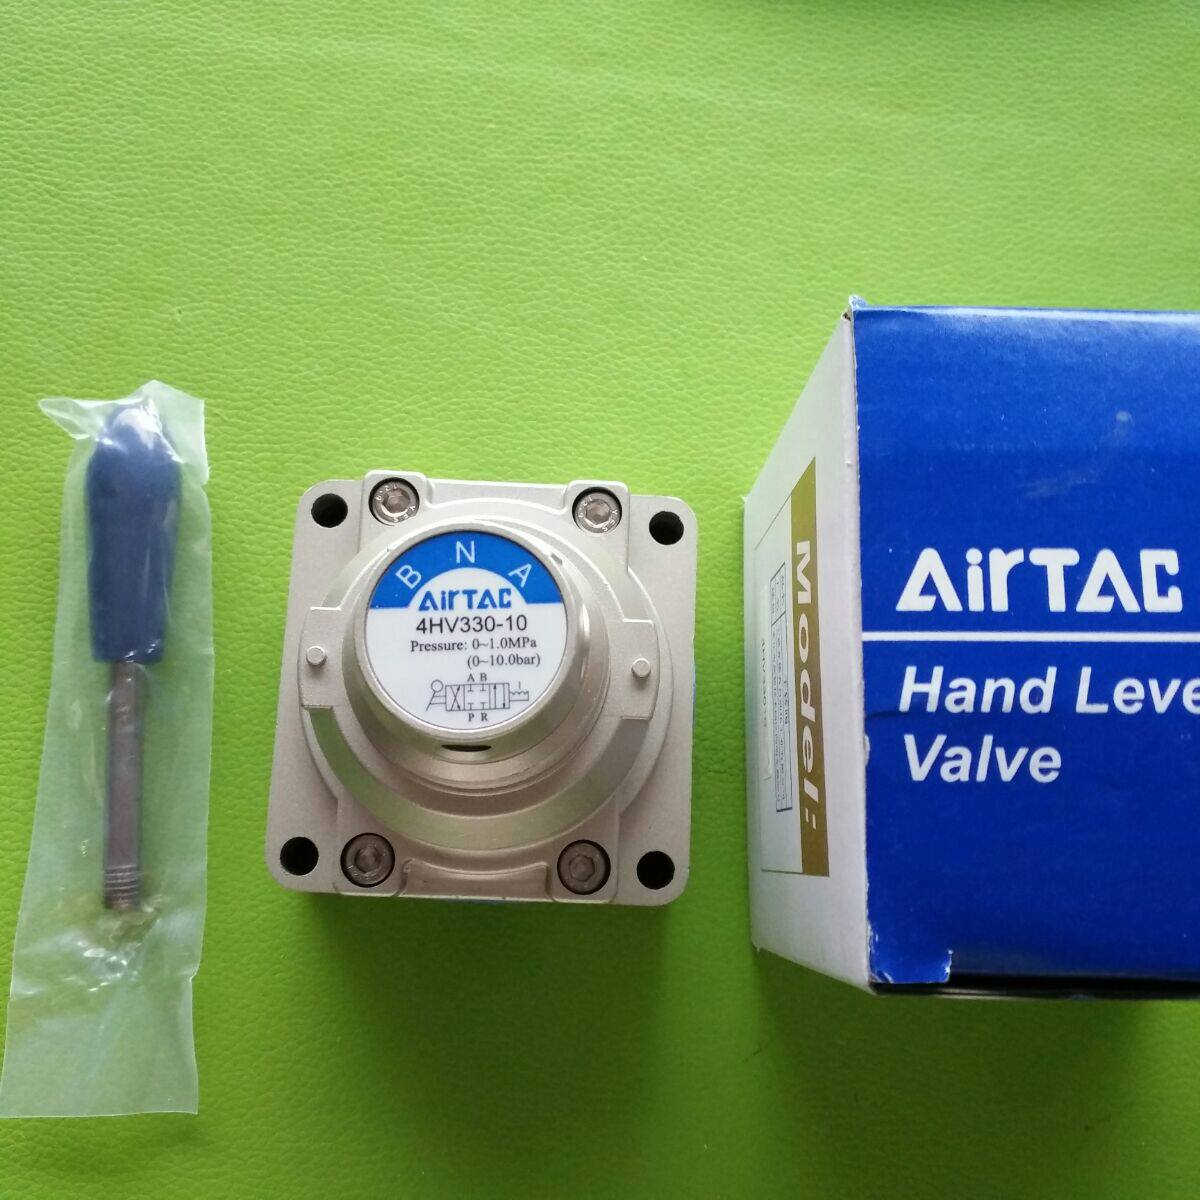 B N A
AirTAC
4HV330-10
Pressure: 0~1.0MPa
(0~10.0bar)
A B
P R
Model:
AirTAC
Hand Leve
Valve